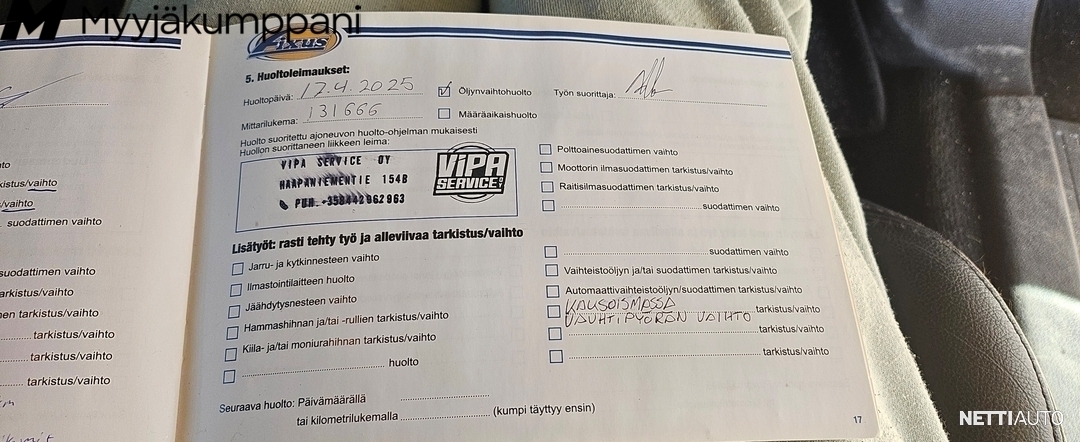 M Myyjäkumppani
Fixus
5. Huoltoleimaukset:
Huoltopäivä: 17.4.2025
Mittarilukema: 131666
Öljynvaihtohuolto
Määräaikaishuolto
Työn suorittaja:
Huolto suoritettu ajoneuvon huolto-ohjelman mukaisesti
Huollon suorittaneen liikkeen leima:
VIPA SERVICE OY
HAAPANIEMENTIE 154B
PUH. +358442962963
VIPA
SERVICE
Polttoainesuodattimen vaihto
Moottorin ilmasuodattimen tarkistus/vaihto
Raitisilmasuodattimen tarkistus/vaihto
suodattimen vaihto
Lisätyöt: rasti tehty työ ja alleviivaa tarkistus/vaihto
Jarru- ja kytkinnesteen vaihto
Ilmastointilaitteen huolto
Jäähdytysnesteen vaihto
Hammashihnan ja/tai -rullien tarkistus/vaihto
Kiila- ja/tai moniurahihnan tarkistus/vaihto
huolto
suodattimen vaihto
Vaihteistoöljyn ja/tai suodattimen tarkistus/vaihto
Automaattivaihteistoöljyn/suodattimen tarkistus/vaihto
KAUSOISMASSA tarkistus/vaihto
VAUHTIPYÖRÄN VAIHTO
tarkistus/vaihto
tarkistus/vaihto
Seuraava huolto: Päivämäärällä
tai kilometrilukemalla (kumpi täyttyy ensin)
17
kistus/vaihto
/vaihto
suodattimen vaihto
suodattimen vaihto
arkistus/vaihto
en tarkistus/vaihto
tarkistus/vaihto
tarkistus/vaihto
tarkistus/vaihto
NETTIAUTO